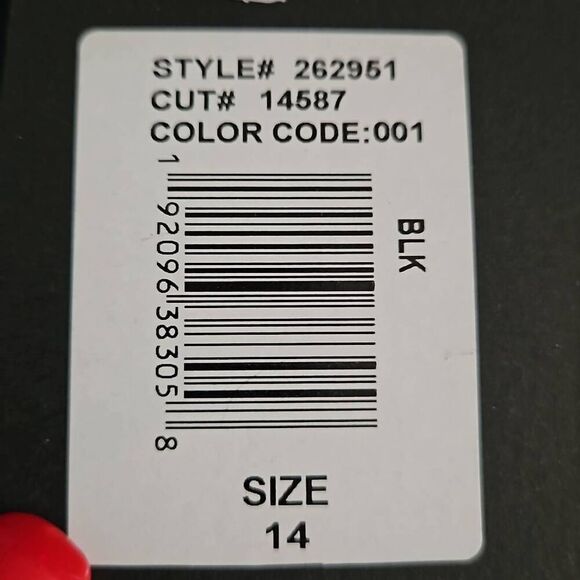 STYLE# 262951
CUT# 14587
COLOR CODE:001
BLK
1 92096 38305 8
SIZE
14